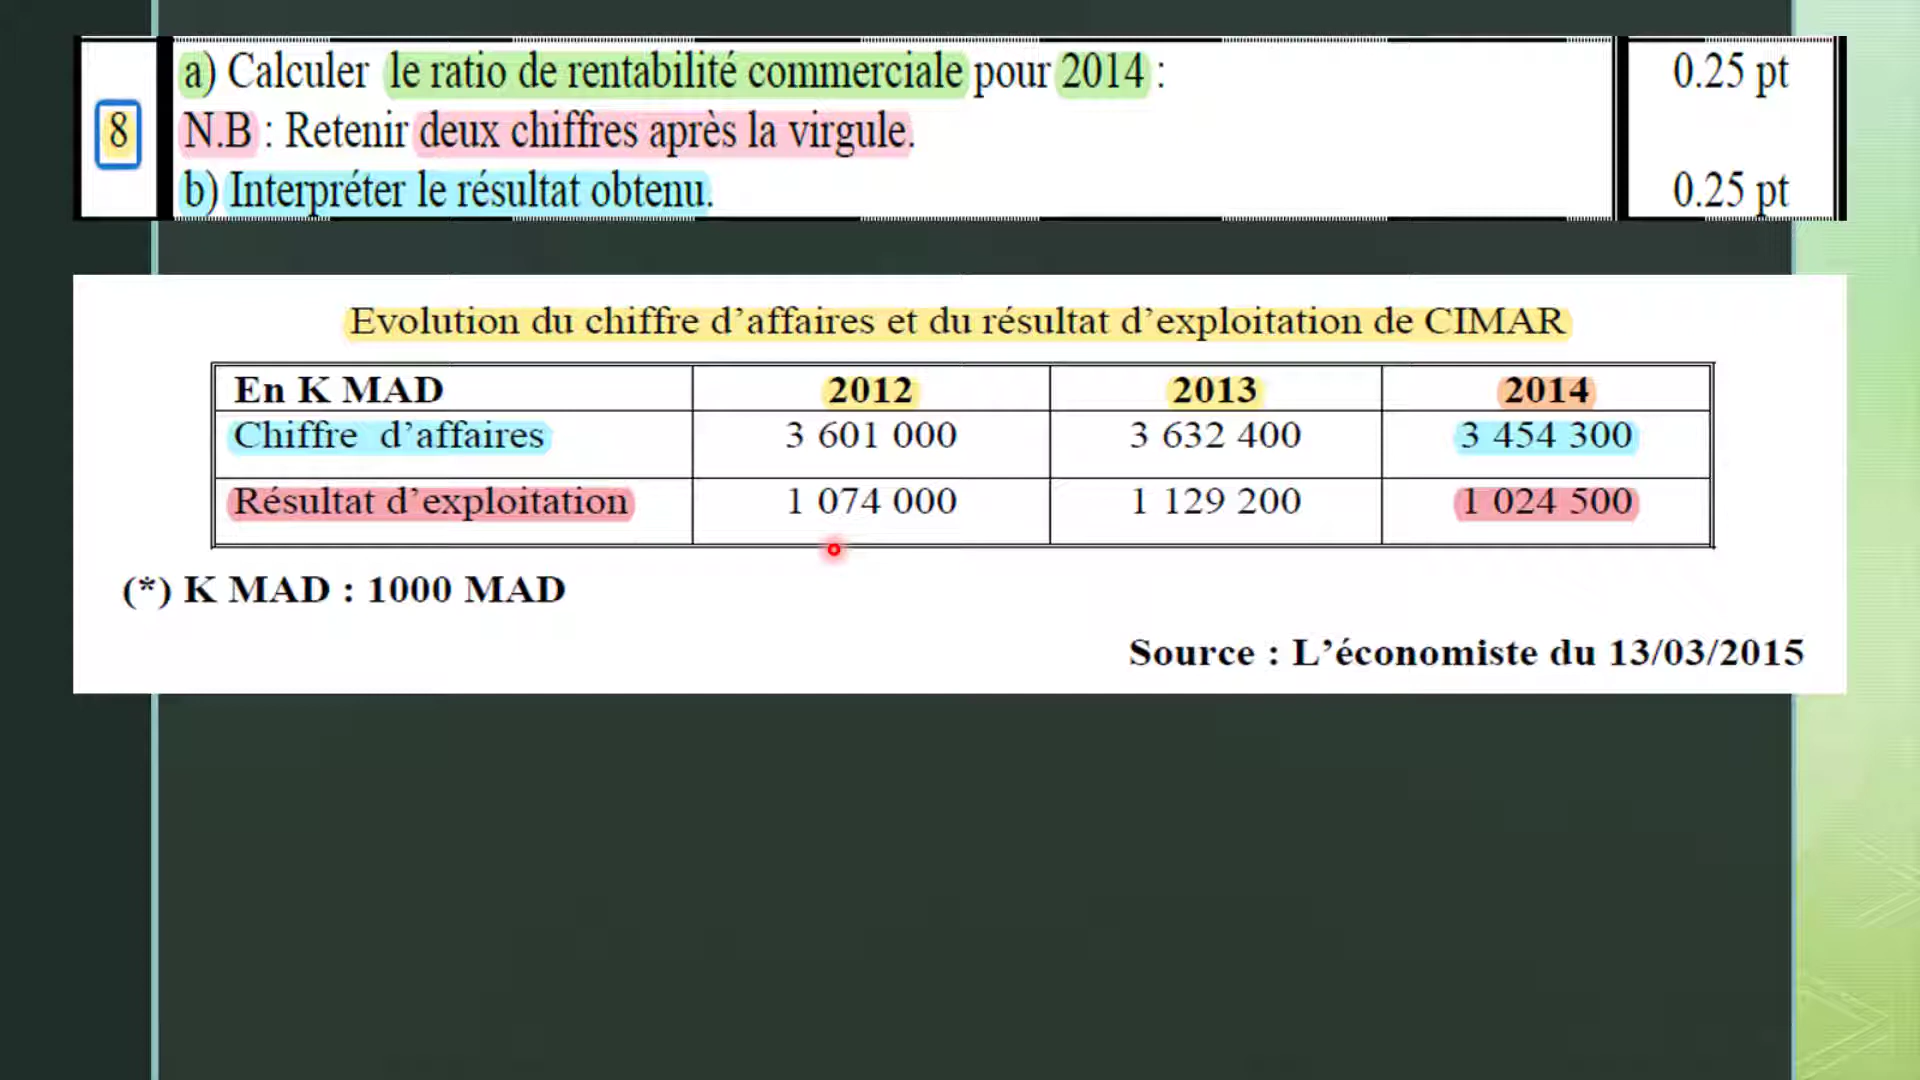 8
a) Calculer le ratio de rentabilité commerciale pour 2014 : 0.25 pt
N.B : Retenir deux chiffres après la virgule.
b) Interpréter le résultat obtenu. 0.25 pt
Evolution du chiffre d’affaires et du résultat d’exploitation de CIMAR
En K MAD 2012 2013 2014
Chiffre d’affaires 3 601 000 3 632 400 3 454 300
Résultat d’exploitation 1 074 000 1 129 200 1 024 500
(*) K MAD : 1000 MAD
Source : L’économiste du 13/03/2015